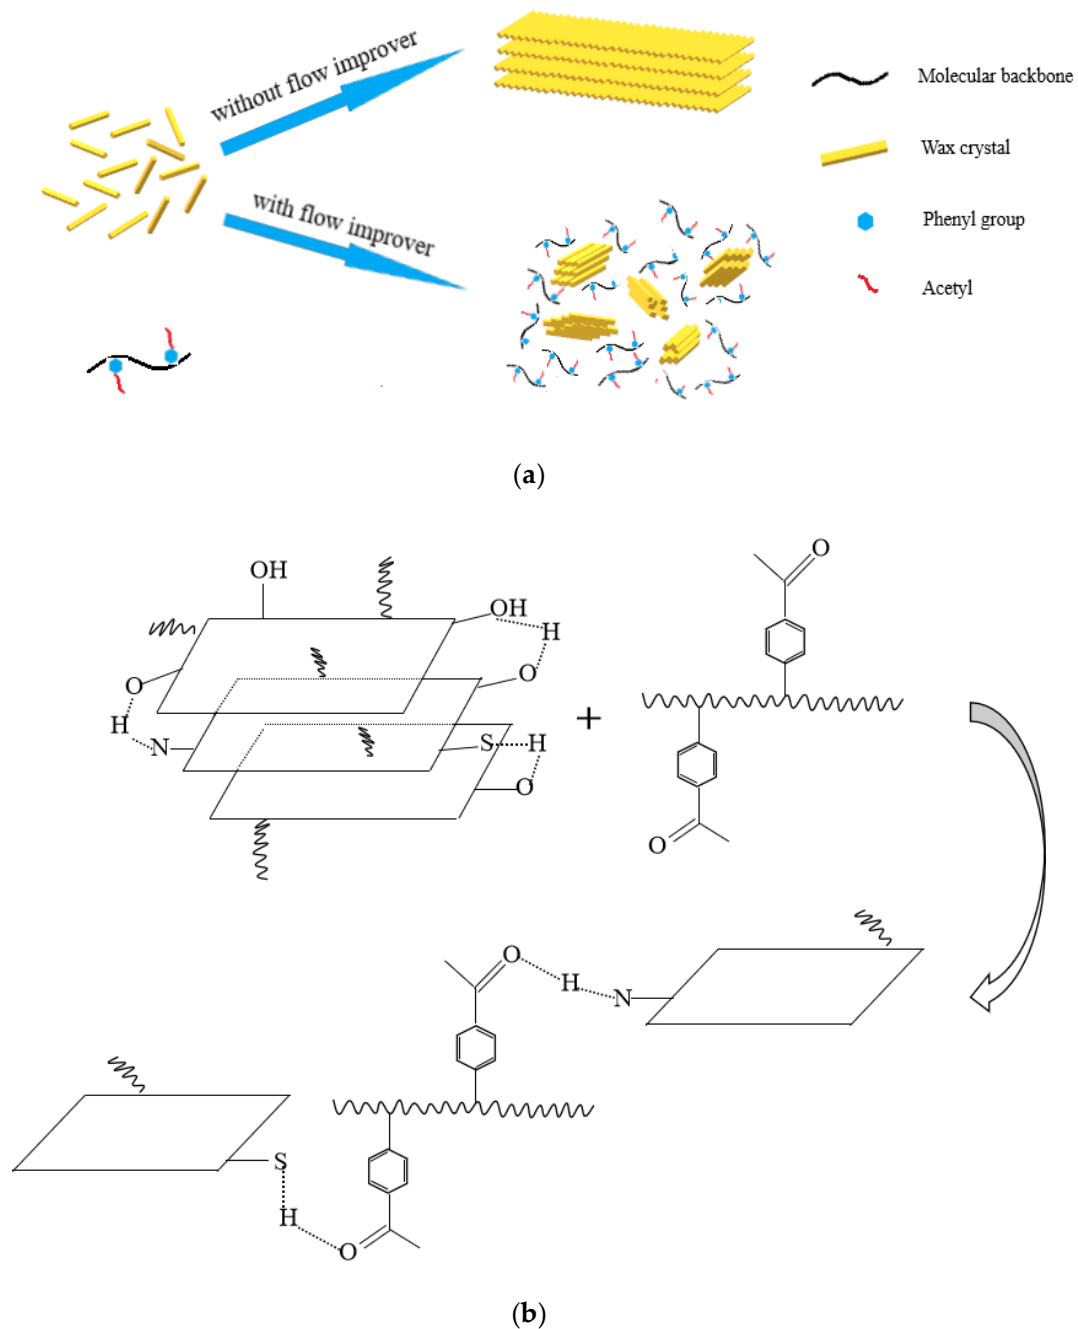 without flow improver
with flow improver
Molecular backbone
Wax crystal
Phenyl group
Acetyl
(a)
OH
OH
H
O
O
H
N
S
H
O
+
O
O
O
H
N
S
H
O
(b)